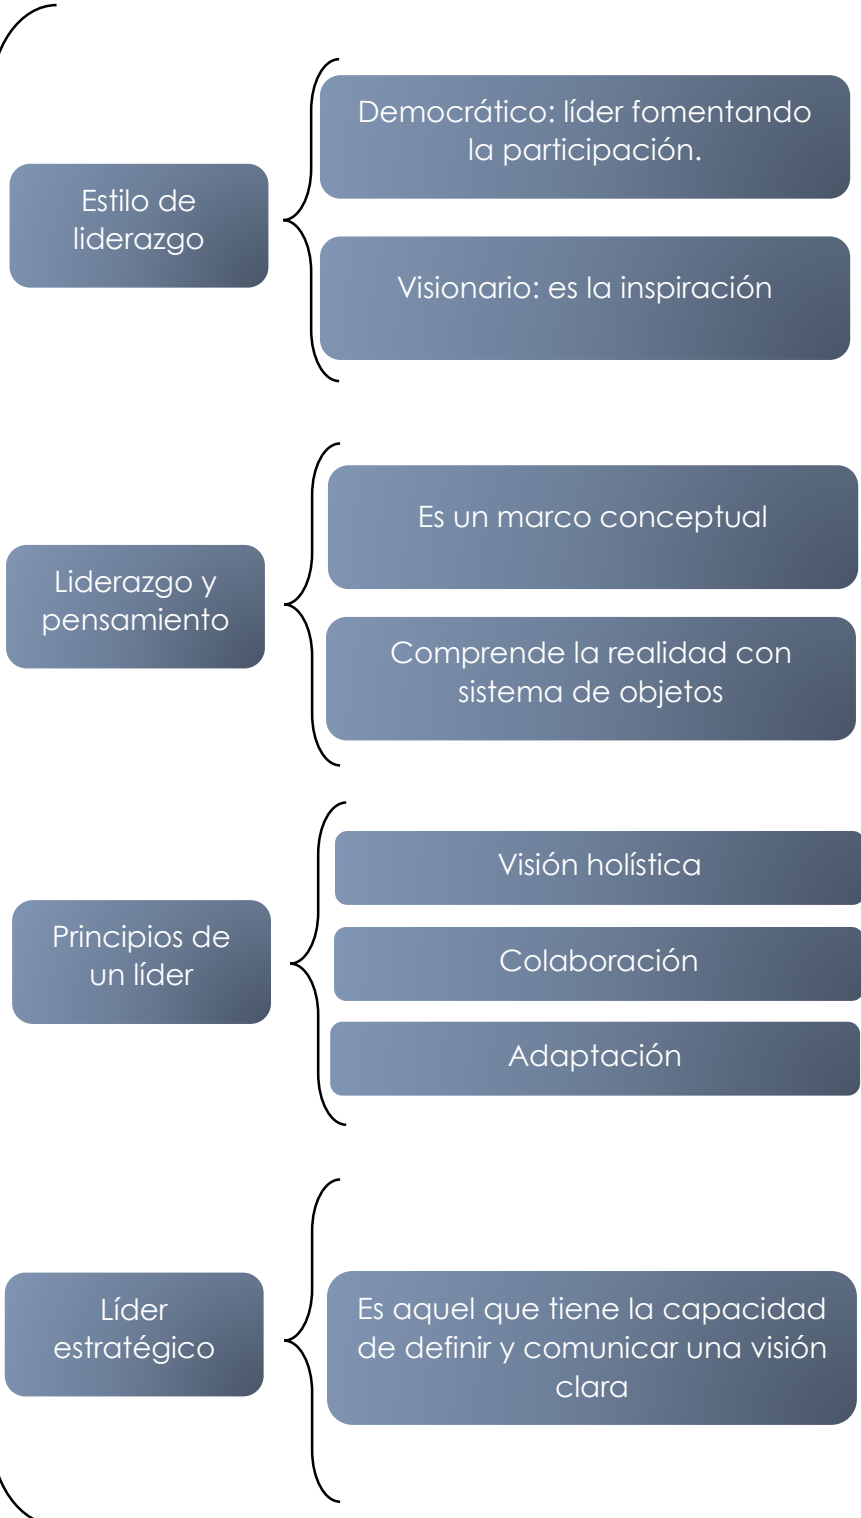 Estilo de
liderazgo
Democrático: líder fomentando
la participación.
Visionario: es la inspiración
Liderazgo y
pensamiento
Es un marco conceptual
Comprende la realidad con
sistema de objetos
Principios de
un líder
Visión holística
Colaboración
Adaptación
Líder
estratégico
Es aquel que tiene la capacidad
de definir y comunicar una visión
clara